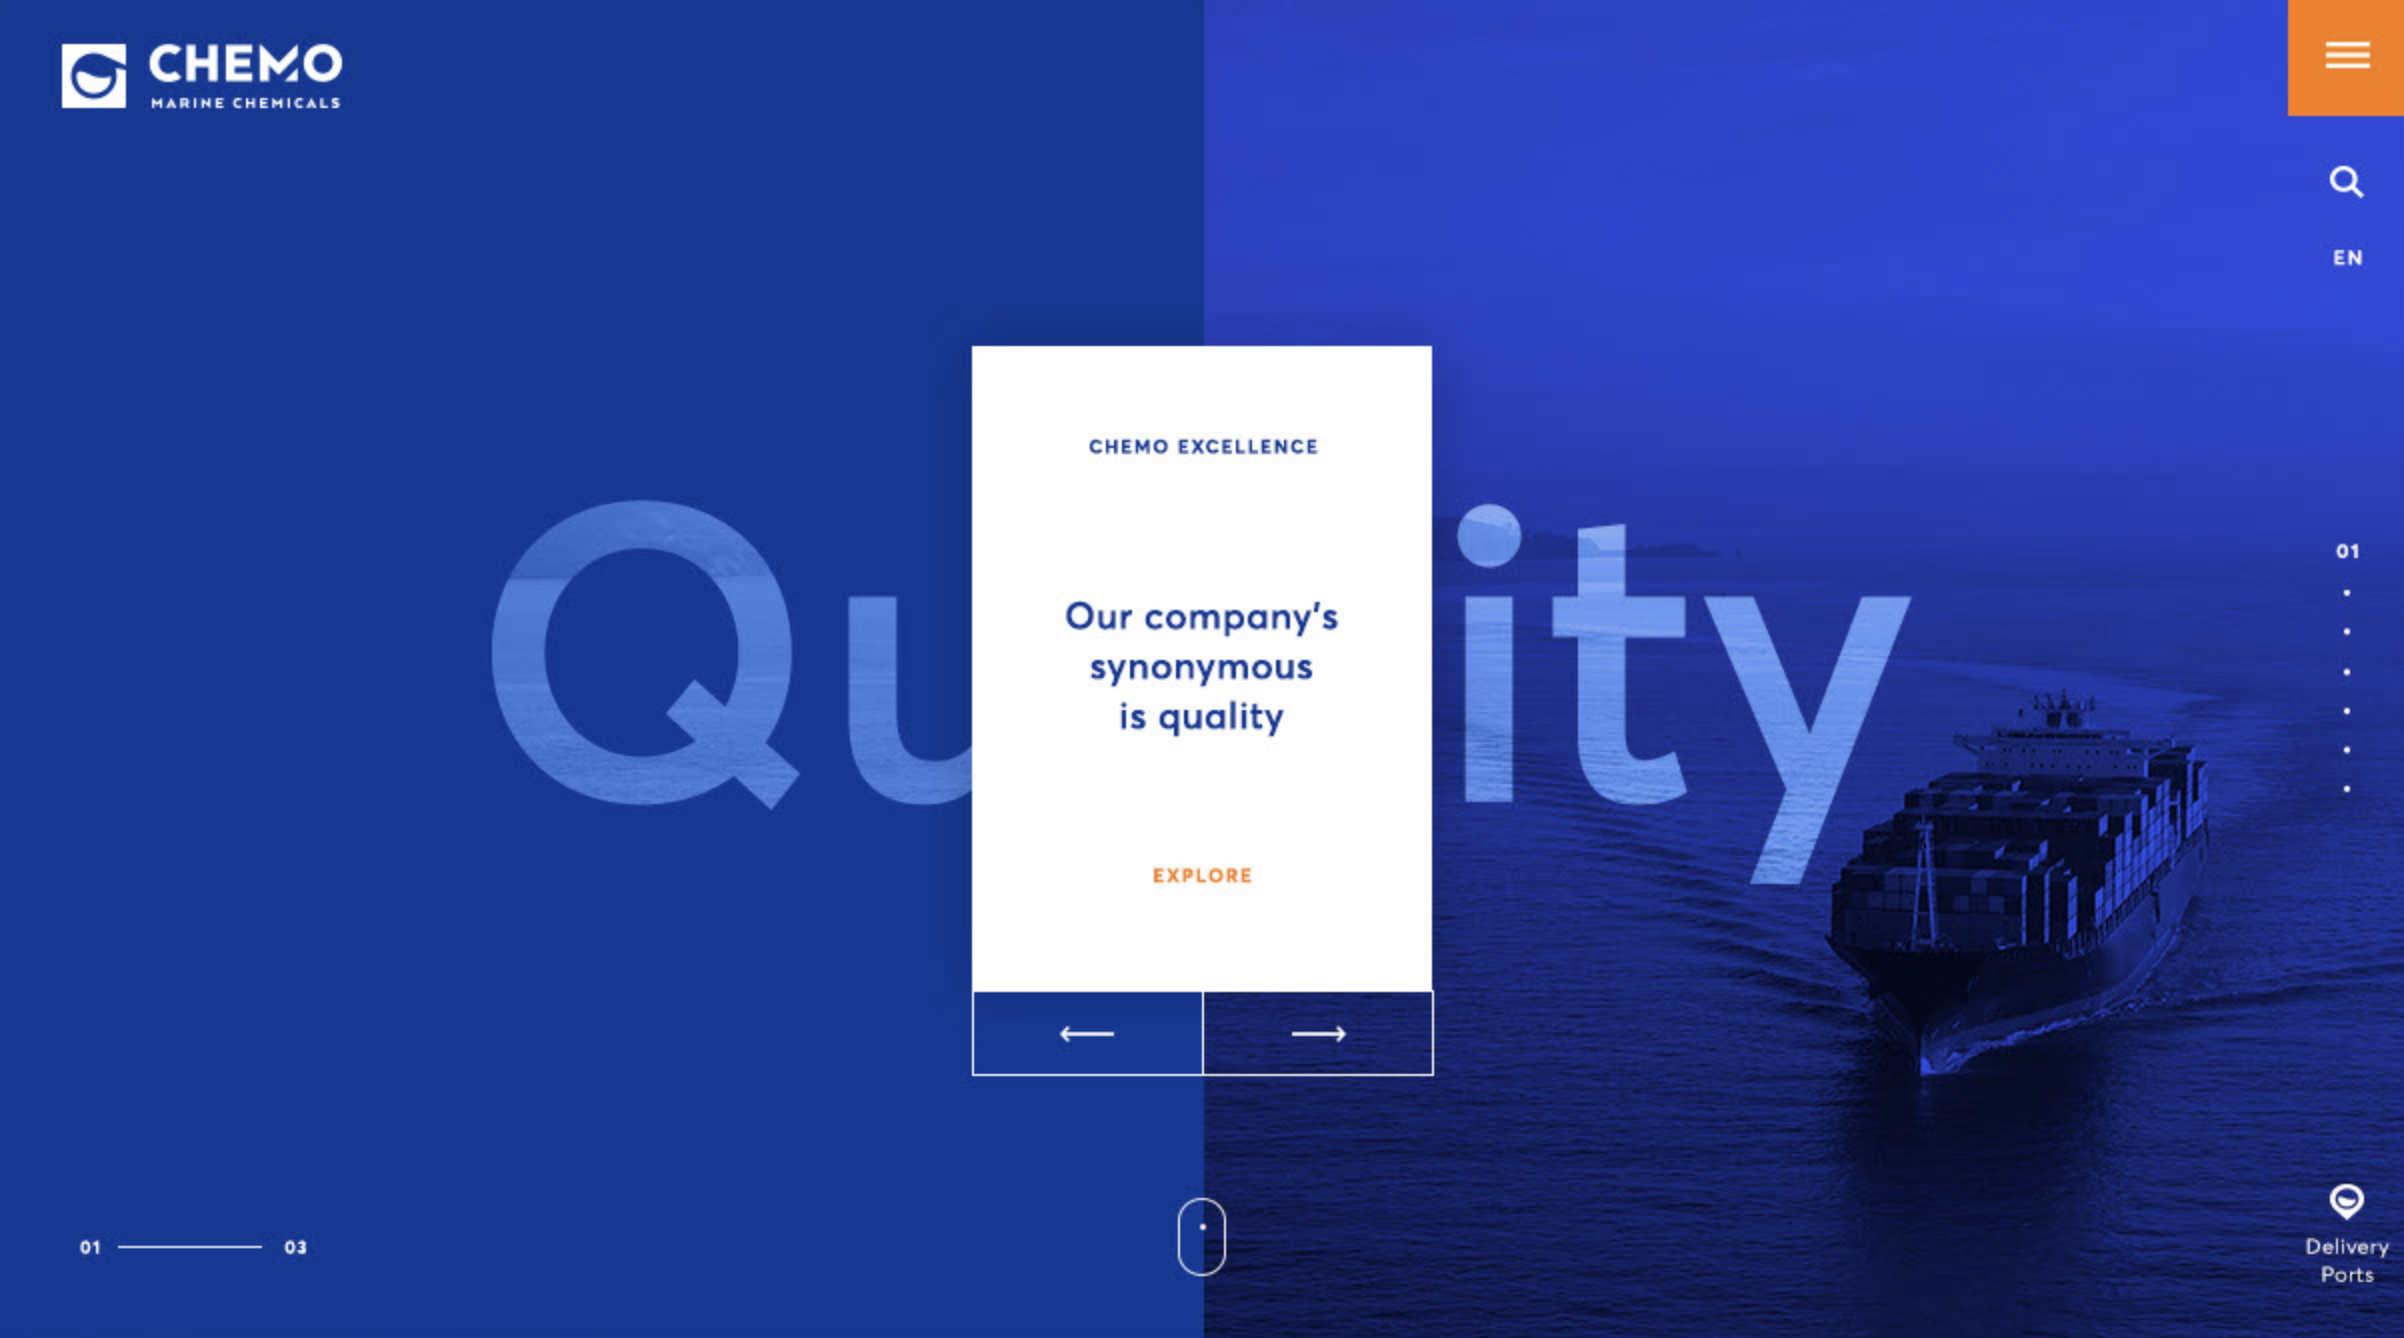 CHEMO
MARINE CHEMICALS
EN
CHEMO EXCELLENCE
Qu ity
Our company's
synonymous
is quality
EXPLORE
01
01 03
Delivery
Ports